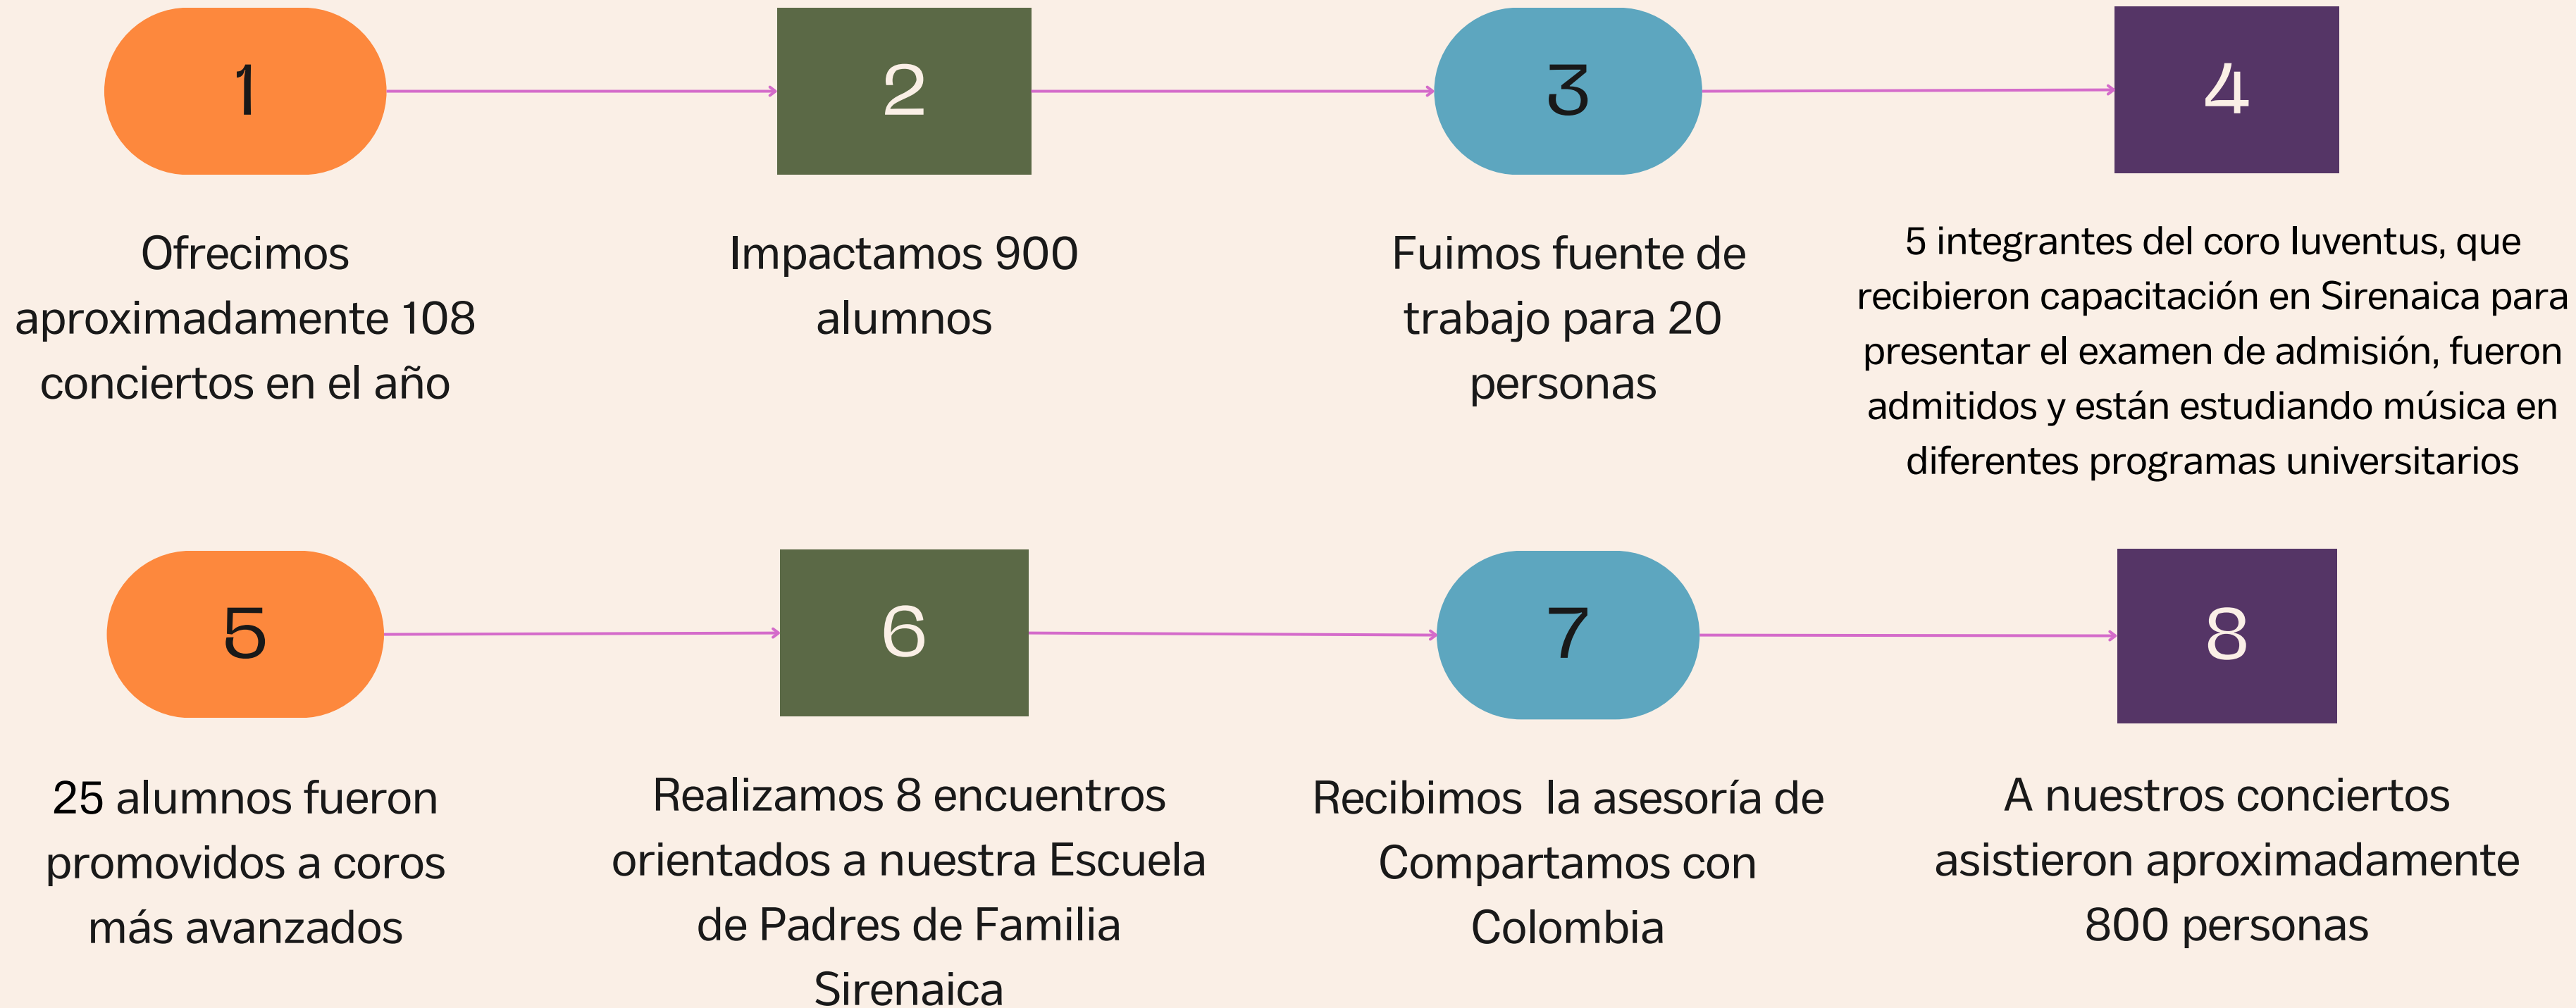 1
2
3
4
Ofrecimos
aproximadamente 108
conciertos en el año
Impactamos 900
alumnos
Fuimos fuente de
trabajo para 20
personas
5 integrantes del coro Iuventus, que
recibieron capacitación en Sirenaica para
presentar el examen de admisión, fueron
admitidos y están estudiando música en
diferentes programas universitarios
5
6
7
8
25 alumnos fueron
promovidos a coros
más avanzados
Realizamos 8 encuentros
orientados a nuestra Escuela
de Padres de Familia
Sirenaica
Recibimos  la asesoría de
Compartamos con
Colombia
A nuestros conciertos
asistieron aproximadamente
800 personas